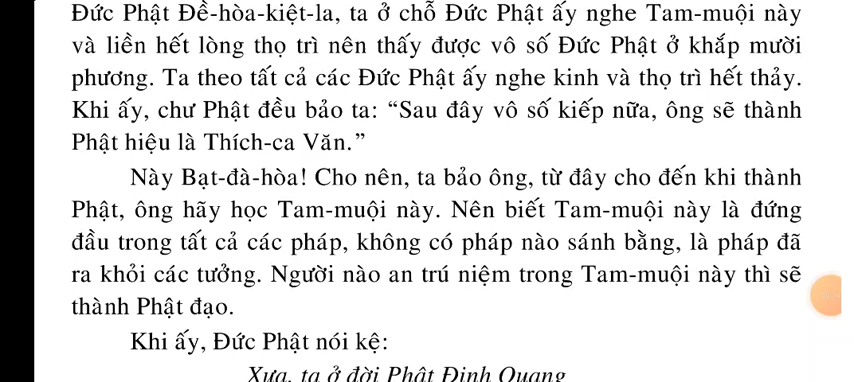 Đức Phật Đề-hòa-kiệt-la, ta ở chỗ Đức Phật ấy nghe Tam-muội này
và liền hết lòng thọ trì nên thấy được vô số Đức Phật ở khắp mười
phương. Ta theo tất cả các Đức Phật ấy nghe kinh và thọ trì hết thảy.
Khi ấy, chư Phật đều bảo ta: “Sau đây vô số kiếp nữa, ông sẽ thành
Phật hiệu là Thích-ca Văn.”
Này Bạt-đà-hòa! Cho nên, ta bảo ông, từ đây cho đến khi thành
Phật, ông hãy học Tam-muội này. Nên biết Tam-muội này là đứng
đầu trong tất cả các pháp, không có pháp nào sánh bằng, là pháp đã
ra khỏi các tưởng. Người nào an trú niệm trong Tam-muội này thì sẽ
thành Phật đạo.
Khi ấy, Đức Phật nói kệ:
Xưa, ta ở đời Phật Định Quang